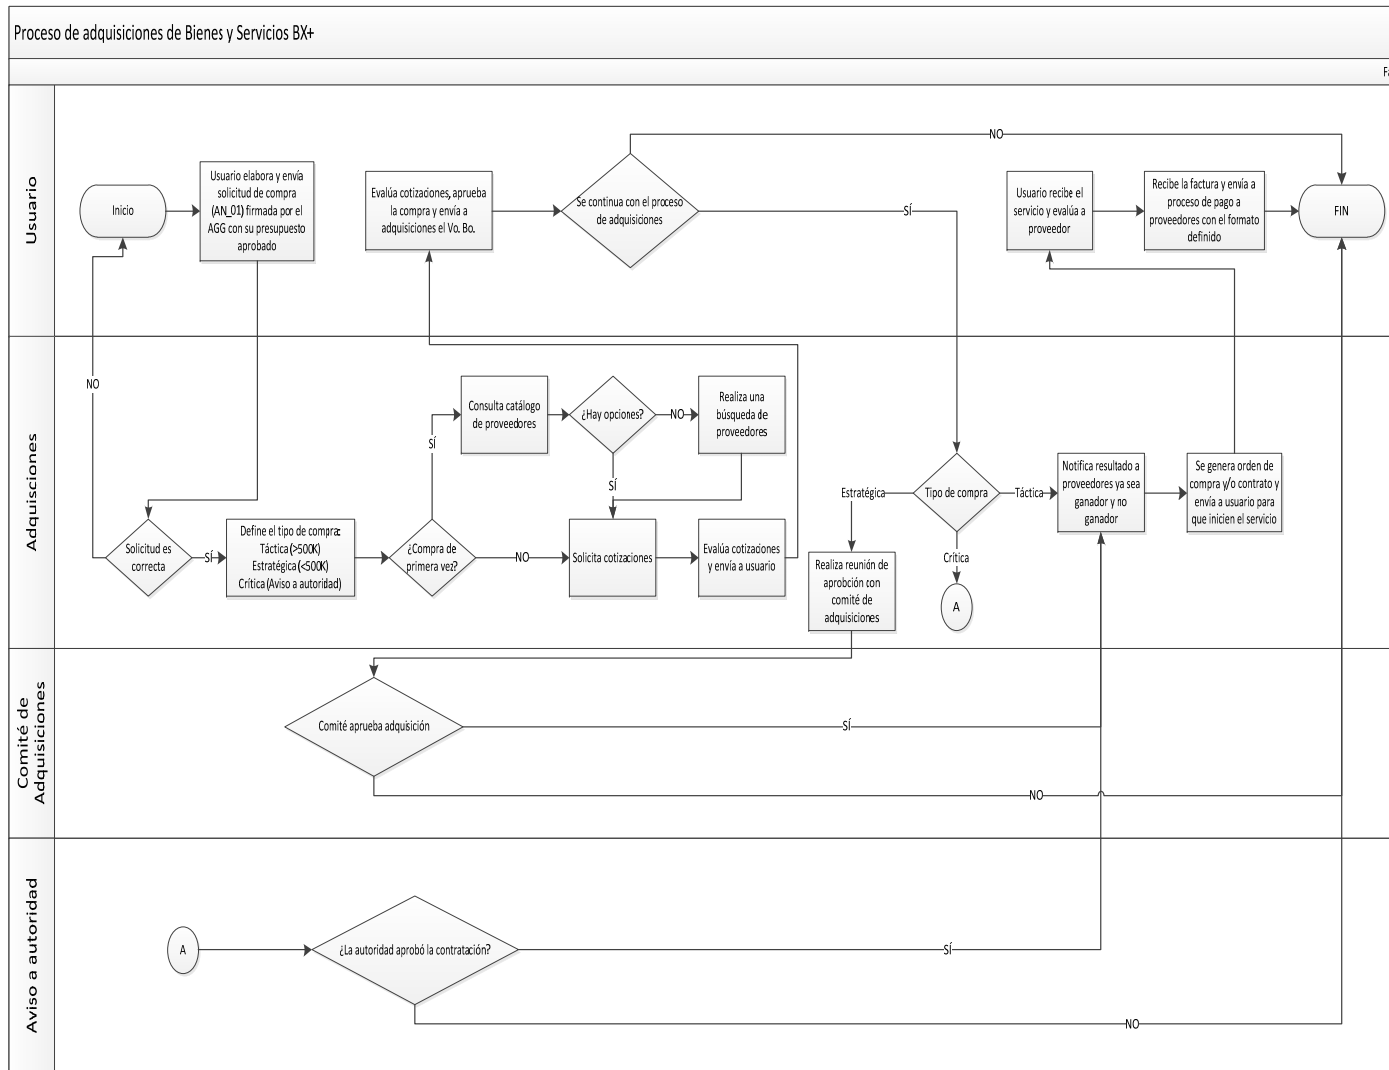 Proceso de adquisiciones de Bienes y Servicios BX+
Fa
Usuario
Inicio
Usuario elabora y envía
solicitud de compra
(AN_01) firmada por el
AGG con su presupuesto
aprobado
Evalúa cotizaciones, aprueba
la compra y envía a
adquisiciones el Vo. Bo.
Se continua con el proceso
de adquisiciones
NO
SÍ
Usuario recibe el
servicio y evalúa a
proveedor
Recibe la factura y envía a
proceso de pago a
proveedores con el formato
definido
FIN
Adquisciones
NO
Solicitud es
correcta
SÍ
Define el tipo de compra:
Táctica (>500K)
Estratégica (<500K)
Crítica (Aviso a autoridad)
¿Compra de
primera vez?
SÍ
NO
Consulta catálogo
de proveedores
¿Hay opciones?
NO
SÍ
Realiza una
búsqueda de
proveedores
Solicita cotizaciones
Evalúa cotizaciones
y envía a usuario
Tipo de compra
Estratégica
Táctica
Crítica
A
Realiza reunión de
aprobción con
comité de
adquisiciones
Notifica resultado a
proveedores ya sea
ganador y no
ganador
Se genera orden de
compra y/o contrato y
envía a usuario para
que inicien el servicio
Comité de
Adquisiciones
Comité aprueba adquisición
SÍ
NO
Aviso a autoridad
A
¿La autoridad aprobó la contratación?
SÍ
NO